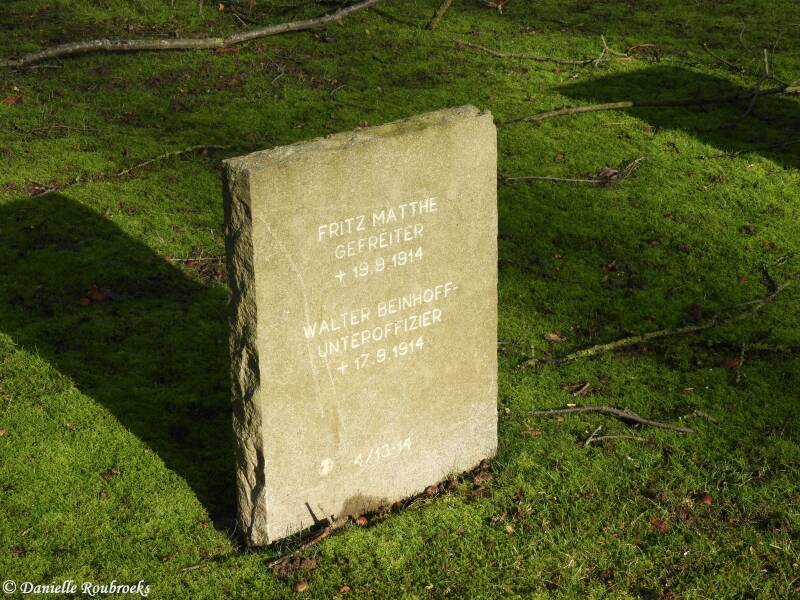 FRITZ MATTHE
GEFREITER
+ 19.9.1914
WALTER BEINHOFF-
UNTEROFFIZIER
+ 17.9.1914
4/13-14
© Danielle Roubroeks